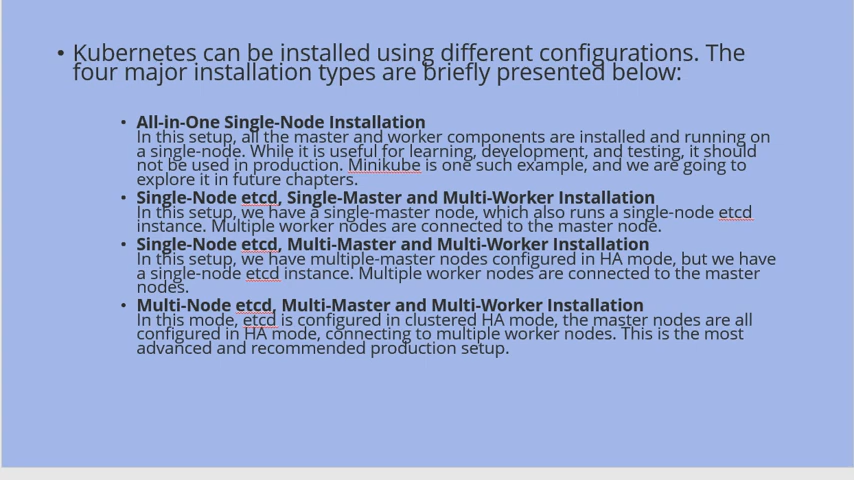 • Kubernetes can be installed using different configurations. The
four major installation types are briefly presented below:
• All-in-One Single-Node Installation
In this setup, all the master and worker components are installed and running on
a single-node. While it is useful for learning, development, and testing, it should
not be used in production. Minikube is one such example, and we are going to
explore it in future chapters.
• Single-Node etcd, Single-Master and Multi-Worker Installation
In this setup, we have a single-master node, which also runs a single-node etcd
instance. Multiple worker nodes are connected to the master node.
• Single-Node etcd, Multi-Master and Multi-Worker Installation
In this setup, we have multiple-master nodes configured in HA mode, but we have
a single-node etcd instance. Multiple worker nodes are connected to the master
nodes.
• Multi-Node etcd, Multi-Master and Multi-Worker Installation
In this mode, etcd is configured in clustered HA mode, the master nodes are all
configured in HA mode, connecting to multiple worker nodes. This is the most
advanced and recommended production setup.